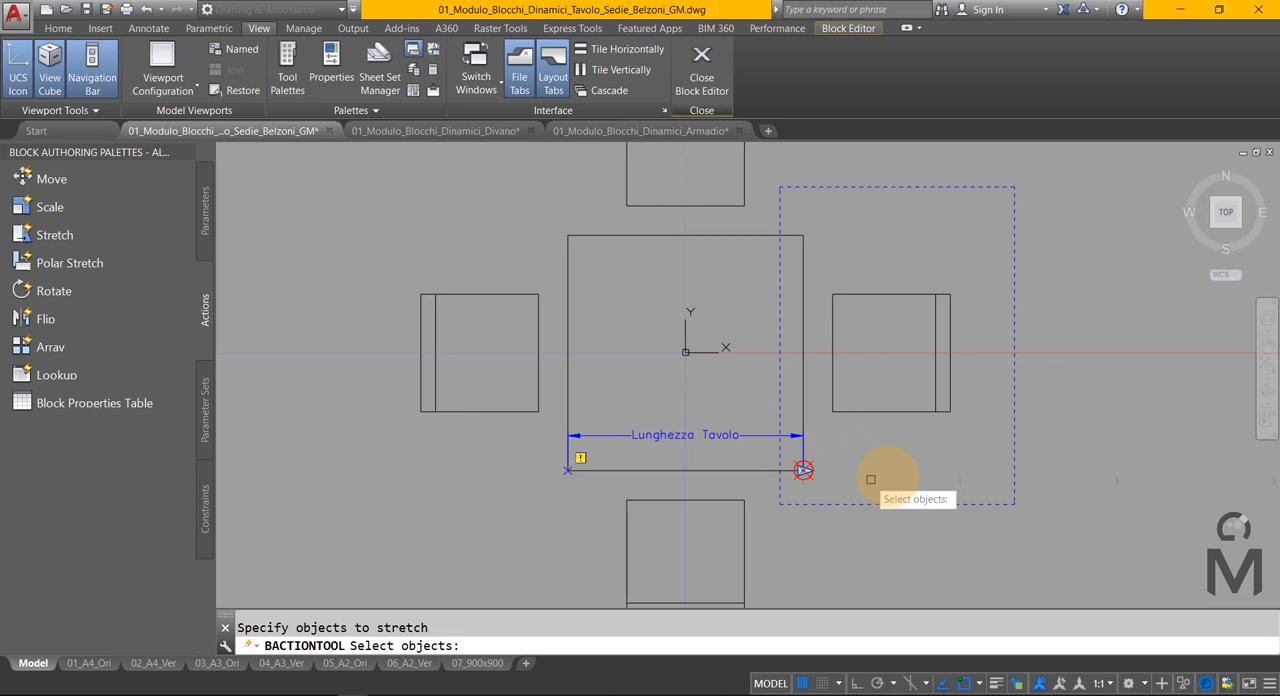 Drafting & Annotation
01_Modulo_Blocchi_Dinamici_Tavolo_Sedie_Belzoni_GM.dwg
Type a keyword or phrase
Sign In
Home Insert Annotate Parametric View Manage Output Add-ins A360 Raster Tools Express Tools Featured Apps BIM 360 Performance Block Editor
UCS Icon
View Cube
Navigation Bar
Viewport Configuration
Named
Join
Restore
Tool Palettes
Properties
Sheet Set Manager
Switch Windows
File Tabs
Layout Tabs
Tile Horizontally
Tile Vertically
Cascade
Close Block Editor
Viewport Tools Model Viewports Palettes Interface Close
Start 01_Modulo_Blocchi_...o_Sedie_Belzoni_GM* 01_Modulo_Blocchi_Dinamici_Divano* 01_Modulo_Blocchi_Dinamici_Armadio*
BLOCK AUTHORING PALETTES - AL...
Move
Scale
Stretch
Polar Stretch
Rotate
Flip
Array
Lookup
Block Properties Table
Parameters
Actions
Parameter Sets
Constraints
N
W TOP E
S
WCS
Y
X
Lunghezza Tavolo
!
Select objects:
M
Specify objects to stretch
BACTIONTOOL Select objects:
Model 01_A4_Ori 02_A4_Ver 03_A3_Ori 04_A3_Ver 05_A2_Ori 06_A2_Ver 07_900x900
MODEL 1:1